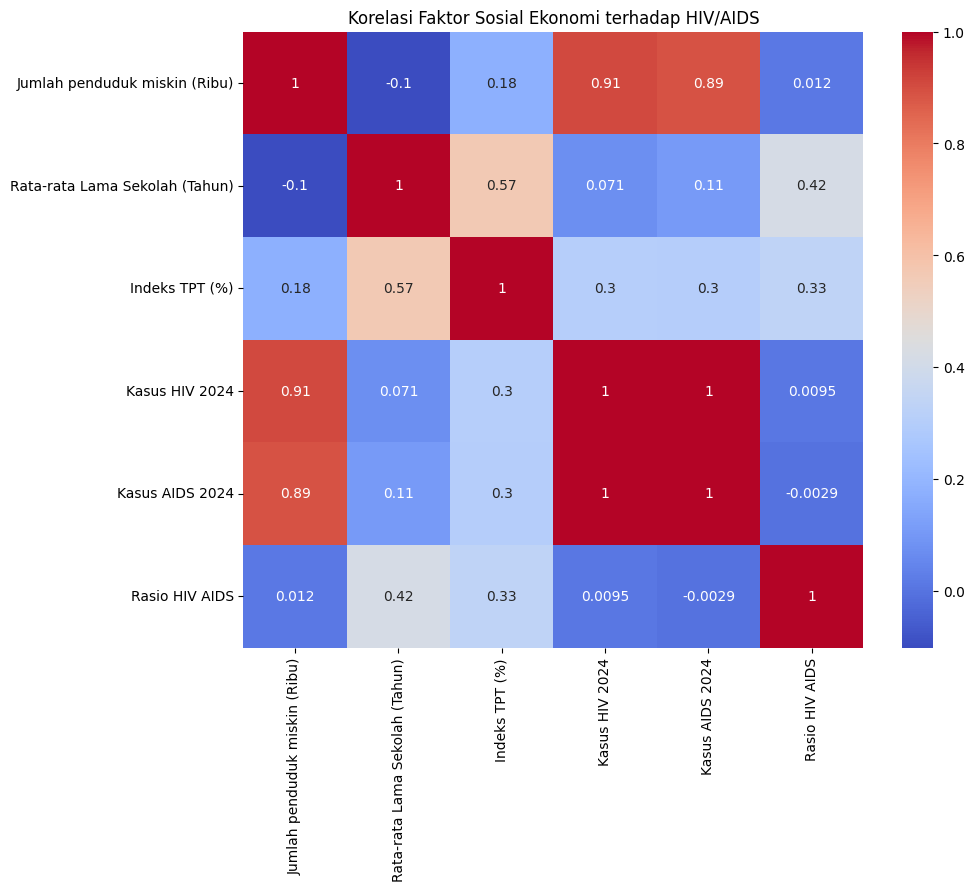 Korelasi Faktor Sosial Ekonomi terhadap HIV/AIDS
Jumlah penduduk miskin (Ribu)
1 -0.1 0.18 0.91 0.89 0.012
Rata-rata Lama Sekolah (Tahun)
-0.1 1 0.57 0.071 0.11 0.42
Indeks TPT (%)
0.18 0.57 1 0.3 0.3 0.33
Kasus HIV 2024
0.91 0.071 0.3 1 1 0.0095
Kasus AIDS 2024
0.89 0.11 0.3 1 1 -0.0029
Rasio HIV AIDS
0.012 0.42 0.33 0.0095 -0.0029 1
Jumlah penduduk miskin (Ribu)
Rata-rata Lama Sekolah (Tahun)
Indeks TPT (%)
Kasus HIV 2024
Kasus AIDS 2024
Rasio HIV AIDS
1.0
0.8
0.6
0.4
0.2
0.0